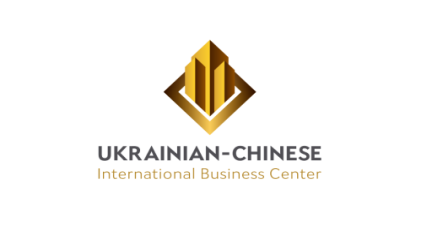 UKRAINIAN-CHINESE
International Business Center